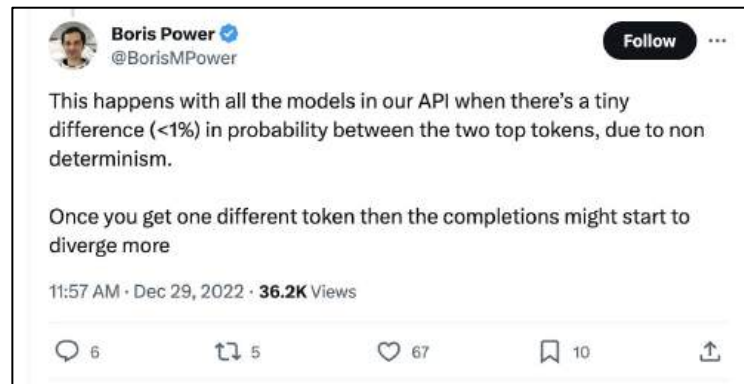 Boris Power
@BorisMPower
Follow
This happens with all the models in our API when there's a tiny
difference (<1%) in probability between the two top tokens, due to non
determinism.
Once you get one different token then the completions might start to
diverge more
11:57 AM · Dec 29, 2022 · 36.2K Views
6 5 67 10